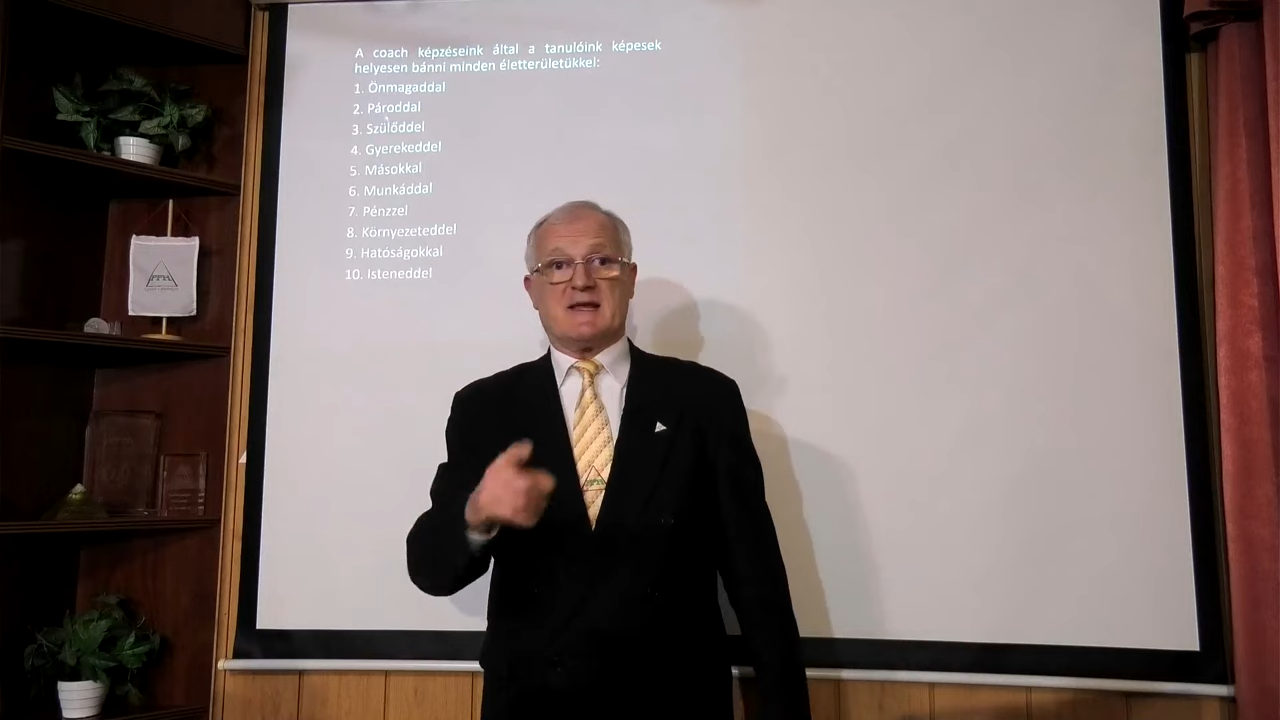 A coach képzéseink által a tanulóink képesek
helyesen bánni minden életterületükkel:
1. Önmagaddal
2. Pároddal
3. Szülőddel
4. Gyerekeddel
5. Másokkal
6. Munkáddal
7. Pénzzel
8. Környezeteddel
9. Hatóságokkal
10. Isteneddel